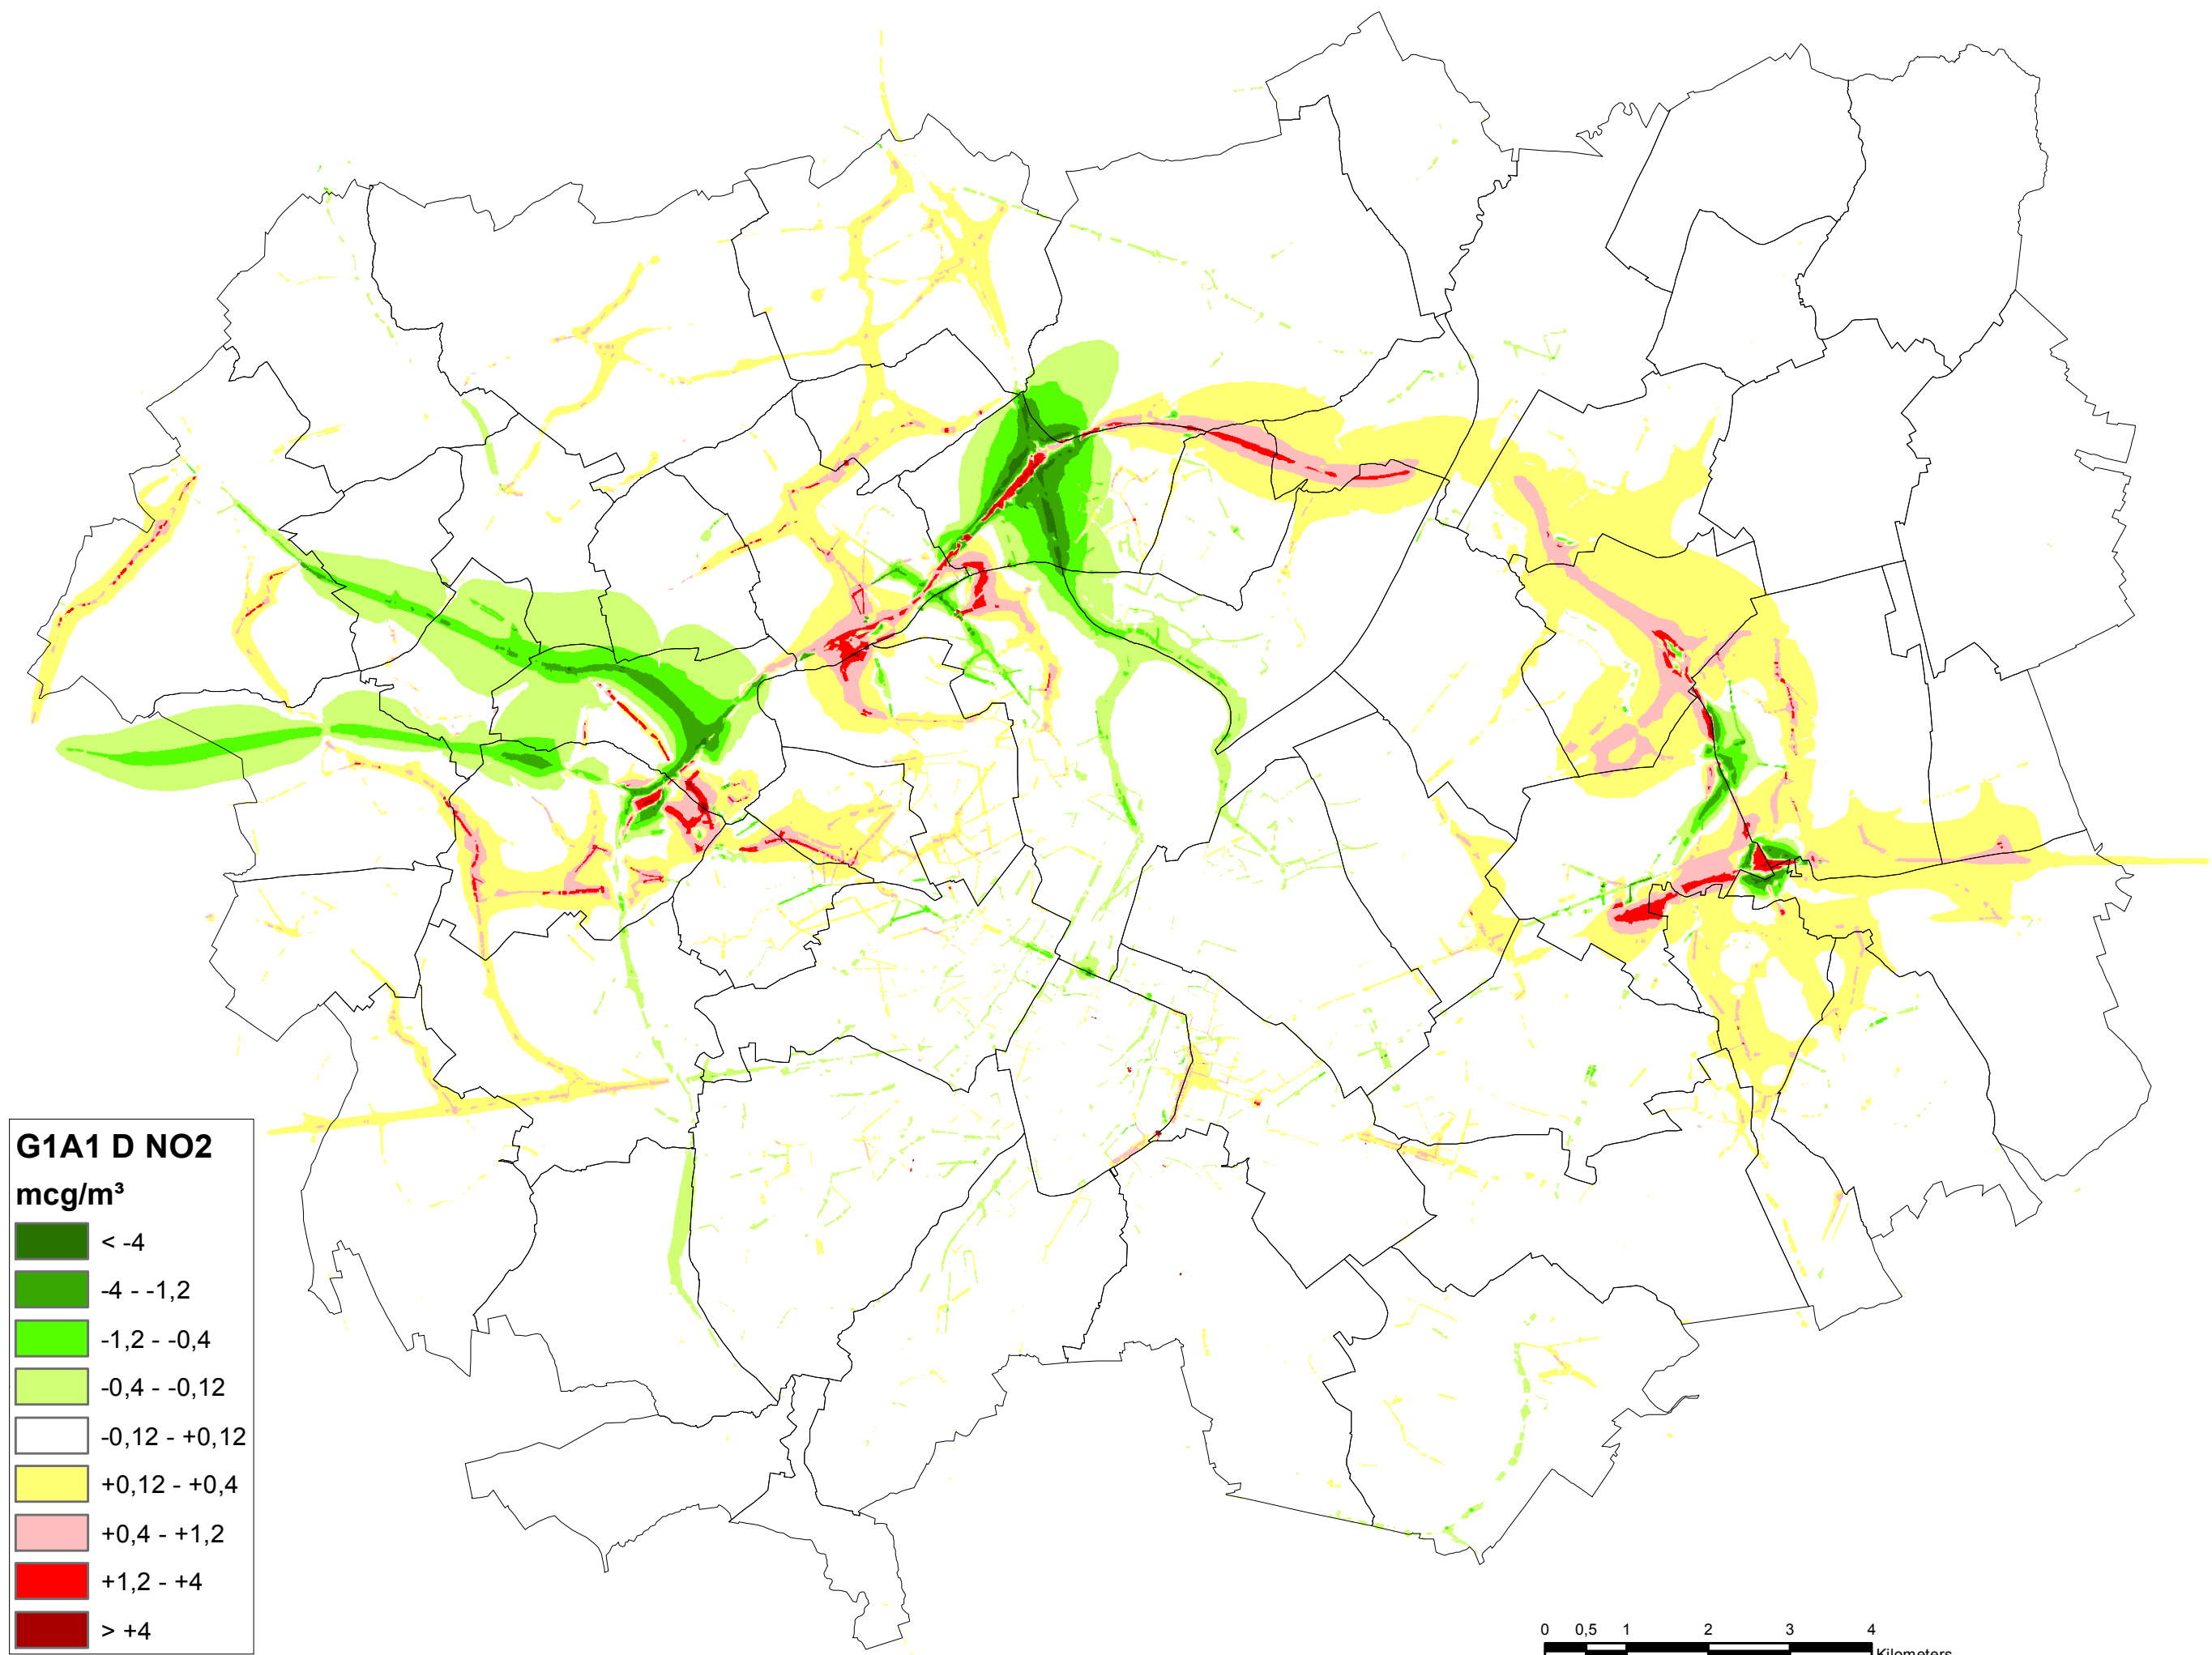 G1A1 D NO2
mcg/m³
< -4
-4 - -1,2
-1,2 - -0,4
-0,4 - -0,12
-0,12 - +0,12
+0,12 - +0,4
+0,4 - +1,2
+1,2 - +4
> +4
0 0,5 1 2 3 4
Kilometers